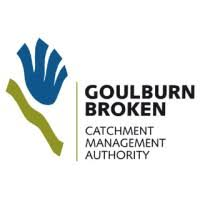 GOULBURN
BROKEN
CATCHMENT
MANAGEMENT
AUTHORITY